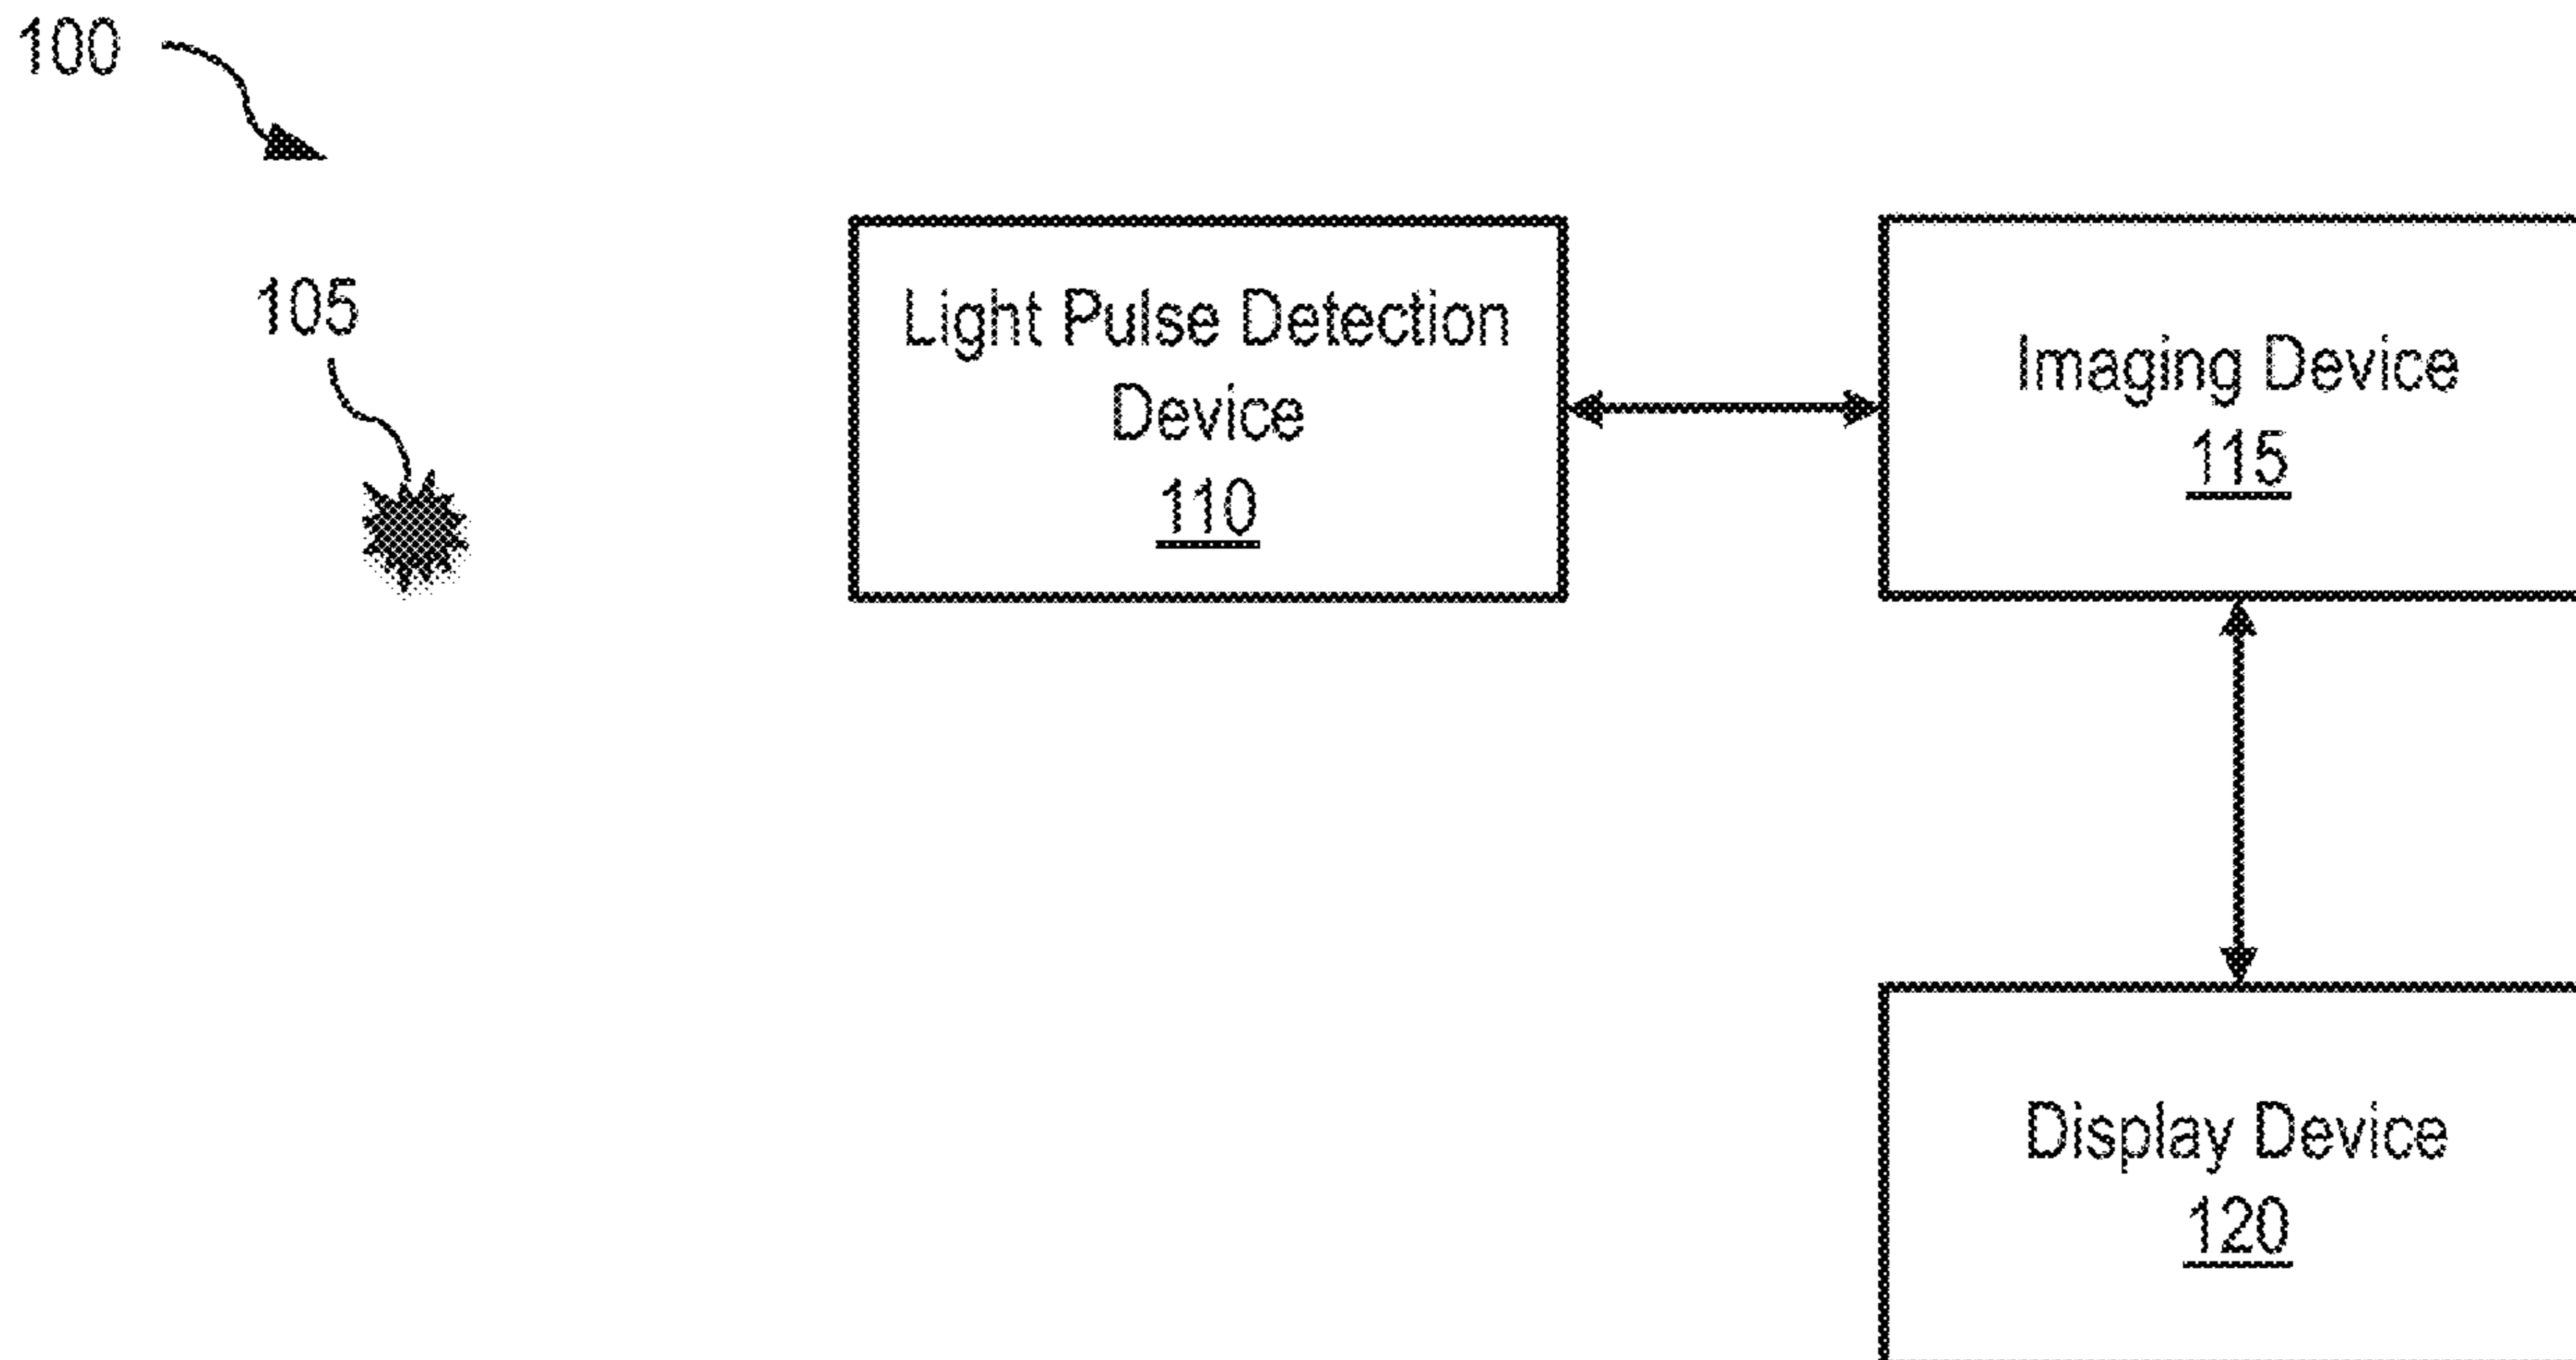 100
105
Light Pulse Detection
Device
110
Imaging Device
115
Display Device
120